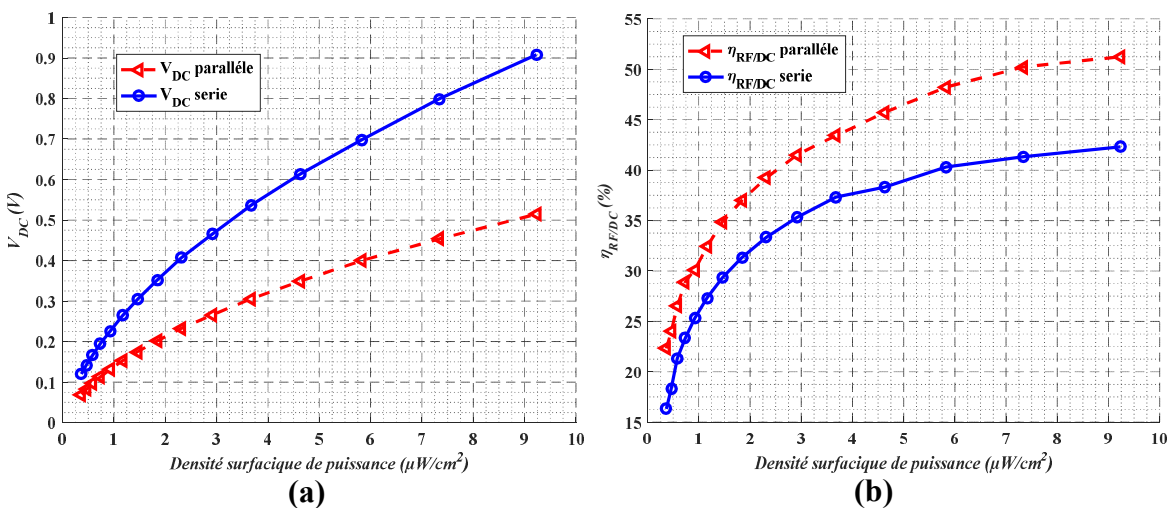 1
0.9
0.8
0.7
0.6
0.5
0.4
0.3
0.2
0.1
0
V_DC (V)
V_DC paralléle
V_DC serie
0 1 2 3 4 5 6 7 8 9 10
Densité surfacique de puissance (µW/cm²)
(a)
55
50
45
40
35
30
25
20
15
η_RF/DC (%)
η_RF/DC paralléle
η_RF/DC serie
0 1 2 3 4 5 6 7 8 9 10
Densité surfacique de puissance (µW/cm²)
(b)